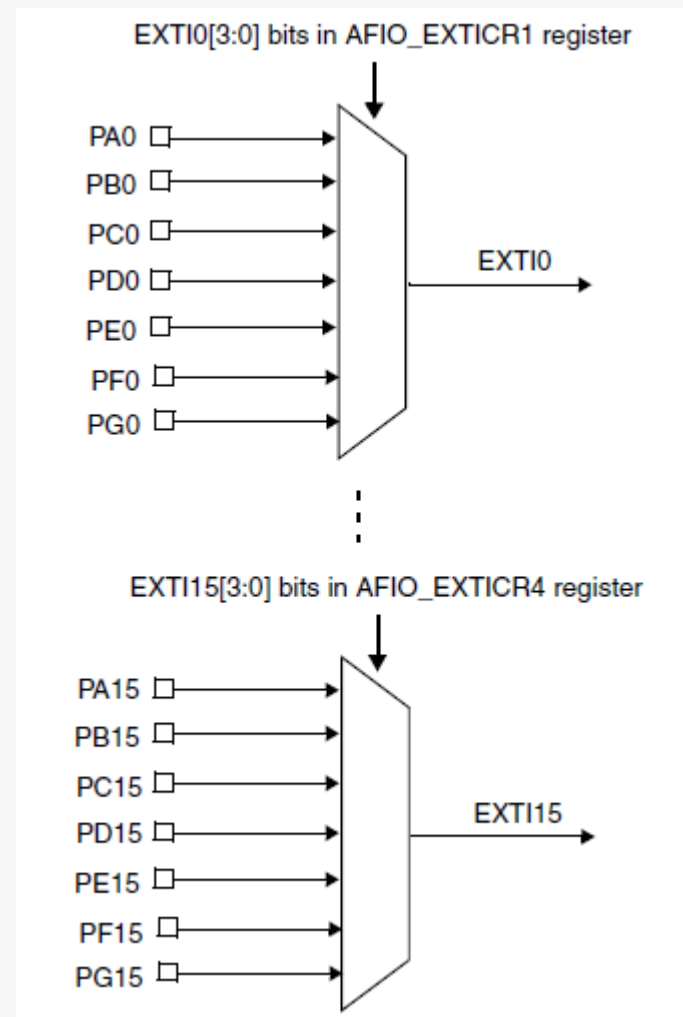 EXTI0[3:0] bits in AFIO_EXTICR1 register
PA0
PB0
PC0
PD0
PE0
PF0
PG0
EXTI0
EXTI15[3:0] bits in AFIO_EXTICR4 register
PA15
PB15
PC15
PD15
PE15
PF15
PG15
EXTI15